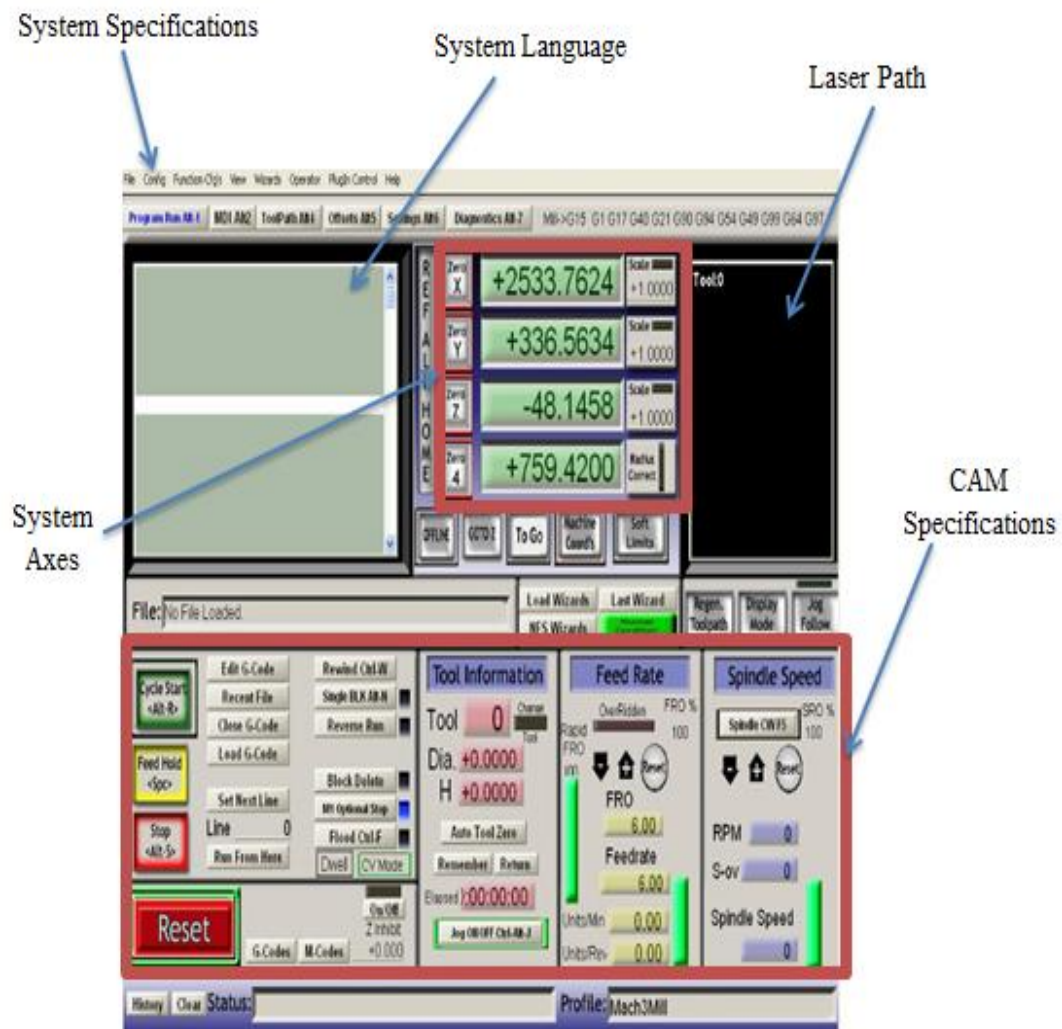 System Specifications
System Language
Laser Path
File Config Function Cfg's View Wizards Operator PlugIn Control Help
Program Run Alt-1 MDI Alt2 ToolPath Alt4 Offsets Alt5 Settings Alt6 Diagnostics Alt-7 Mill->G15 G1 G17 G40 G21 G90 G94 G54 G49 G99 G64 G97
REF ALL HOME
Zero X +2533.7624 Scale +1.0000
Tool:0
Zero Y +336.5634 Scale +1.0000
Zero Z -48.1458 Scale +1.0000
Zero 4 +759.4200 Radius Correct
System Axes
CAM Specifications
OFFLINE GOTO Z To Go Machine Coord's Soft Limits
File: No File Loaded.
Load Wizards Last Wizard
NFS Wizards
Regen. Toolpath Display Mode Jog Follow
Cycle Start <Alt-R>
Feed Hold <Spc>
Stop <Alt-S>
Reset
Edit G-Code
Recent File
Close G-Code
Load G-Code
Set Next Line
Line 0
Run From Here
Rewind Ctrl-W
Single BLK Alt-N
Reverse Run
Block Delete
M1 Optional Stop
Flood Ctrl-F
Dwell CV Mode
G-Codes M-Codes
On/Off
Z Inhibit
+0.000
Tool Information
Tool 0 Change Tool
Dia. +0.0000
H +0.0000
Auto Tool Zero
Remember Return
Elapsed ):00:00:00
Jog ON/OFF Ctrl-Alt-J
Feed Rate
OverRidden FRO %
Rapid FRO 100
100
Reset
FRO
6.00
Feedrate
6.00
Units/Min 0.00
Units/Rev 0.00
Spindle Speed
Spindle CW F5 SRO %
100
Reset
RPM 0
S-ov 0
Spindle Speed
0
History Clear Status: Profile: Mach3Mill